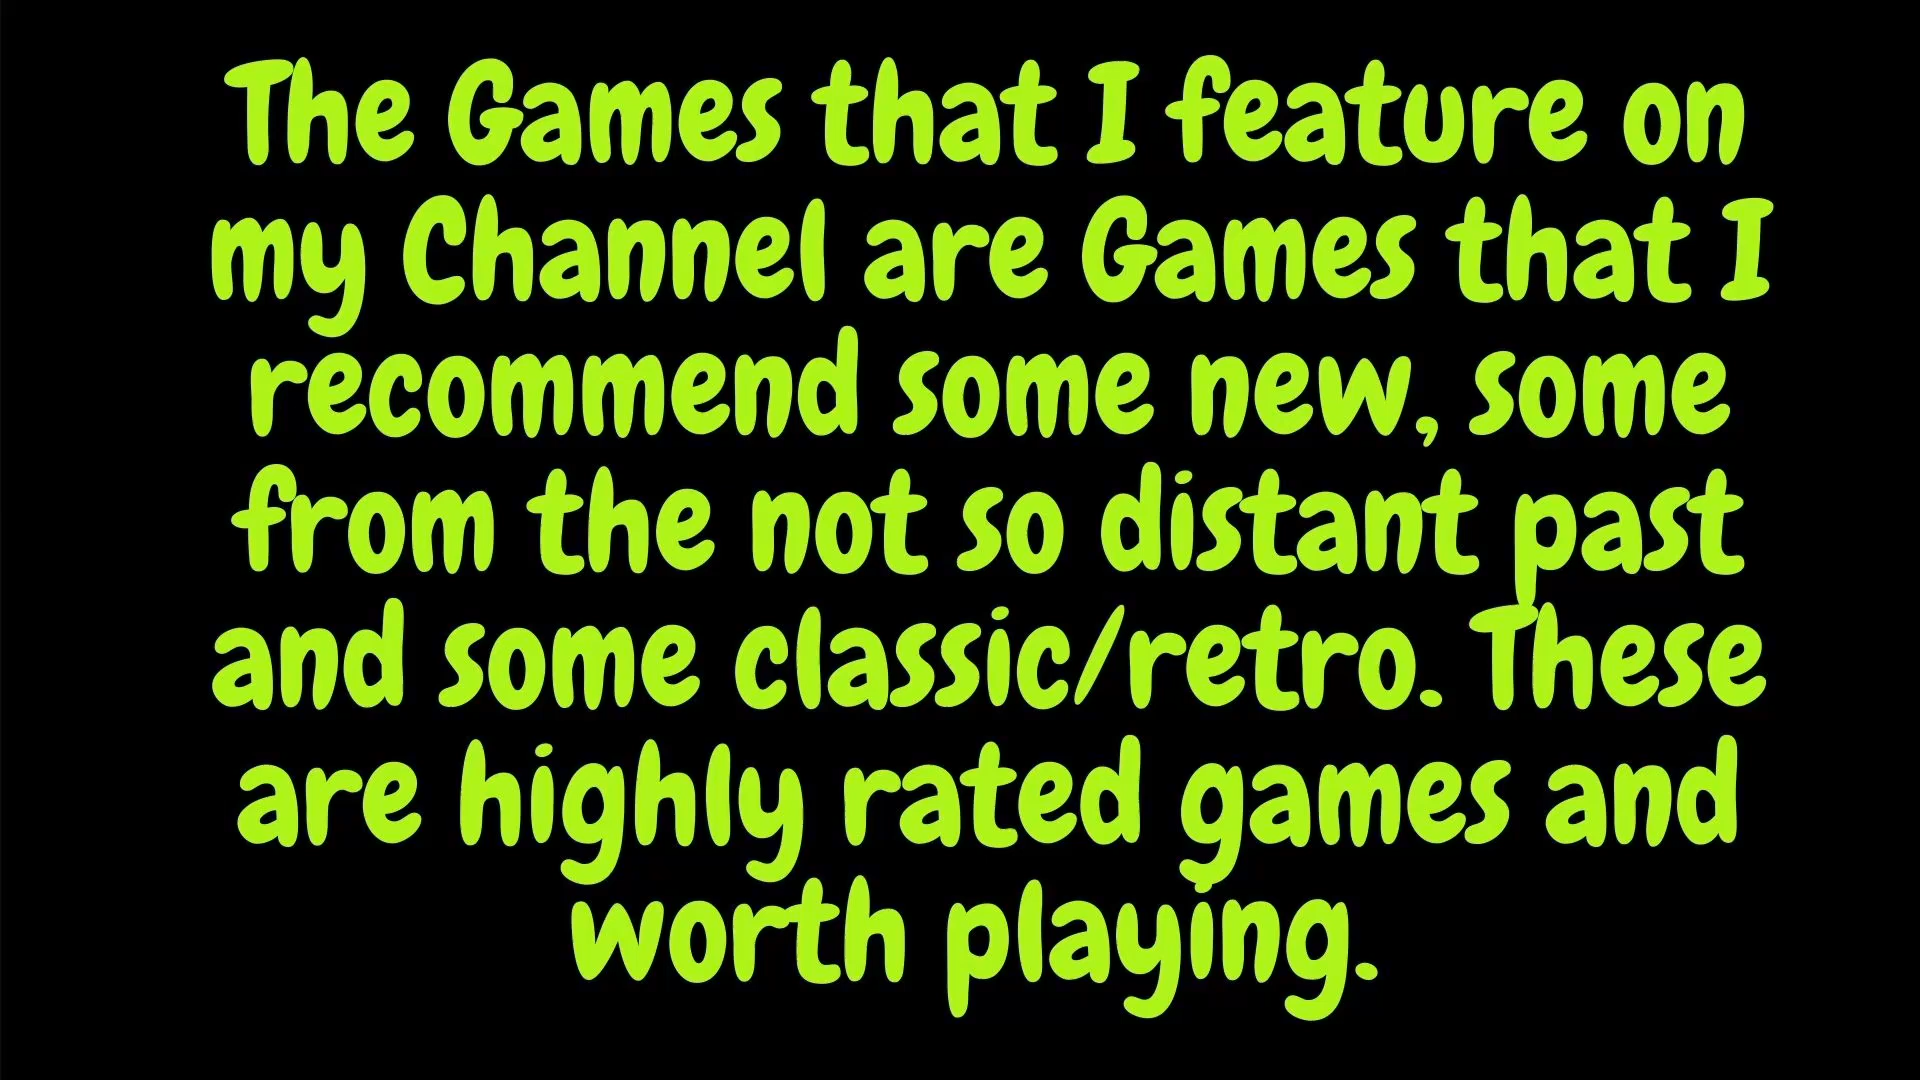 The Games that I feature on
my Channel are Games that I
recommend some new, some
from the not so distant past
and some classic/retro. These
are highly rated games and
worth playing.